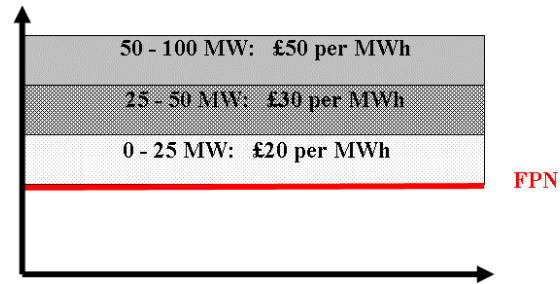 50 - 100 MW: £50 per MWh
25 - 50 MW: £30 per MWh
0 - 25 MW: £20 per MWh
FPN